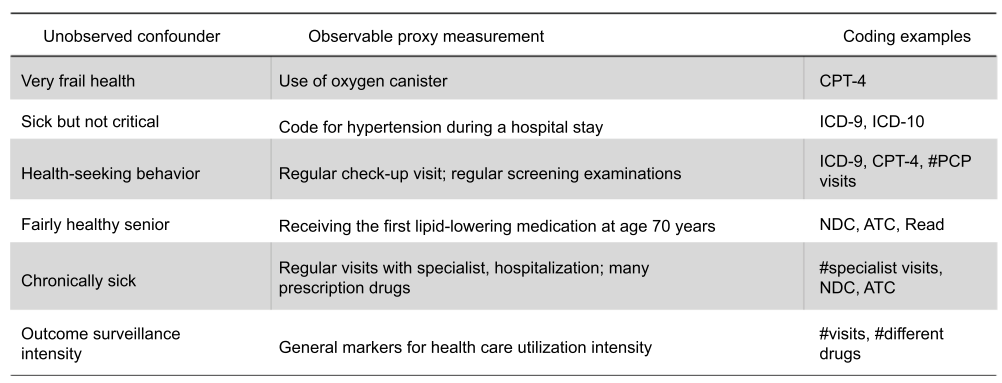 Unobserved confounder Observable proxy measurement Coding examples
Very frail health Use of oxygen canister CPT-4
Sick but not critical Code for hypertension during a hospital stay ICD-9, ICD-10
Health-seeking behavior Regular check-up visit; regular screening examinations ICD-9, CPT-4, #PCP
visits
Fairly healthy senior Receiving the first lipid-lowering medication at age 70 years NDC, ATC, Read
Chronically sick Regular visits with specialist, hospitalization; many
prescription drugs #specialist visits,
NDC, ATC
Outcome surveillance
intensity General markers for health care utilization intensity #visits, #different
drugs